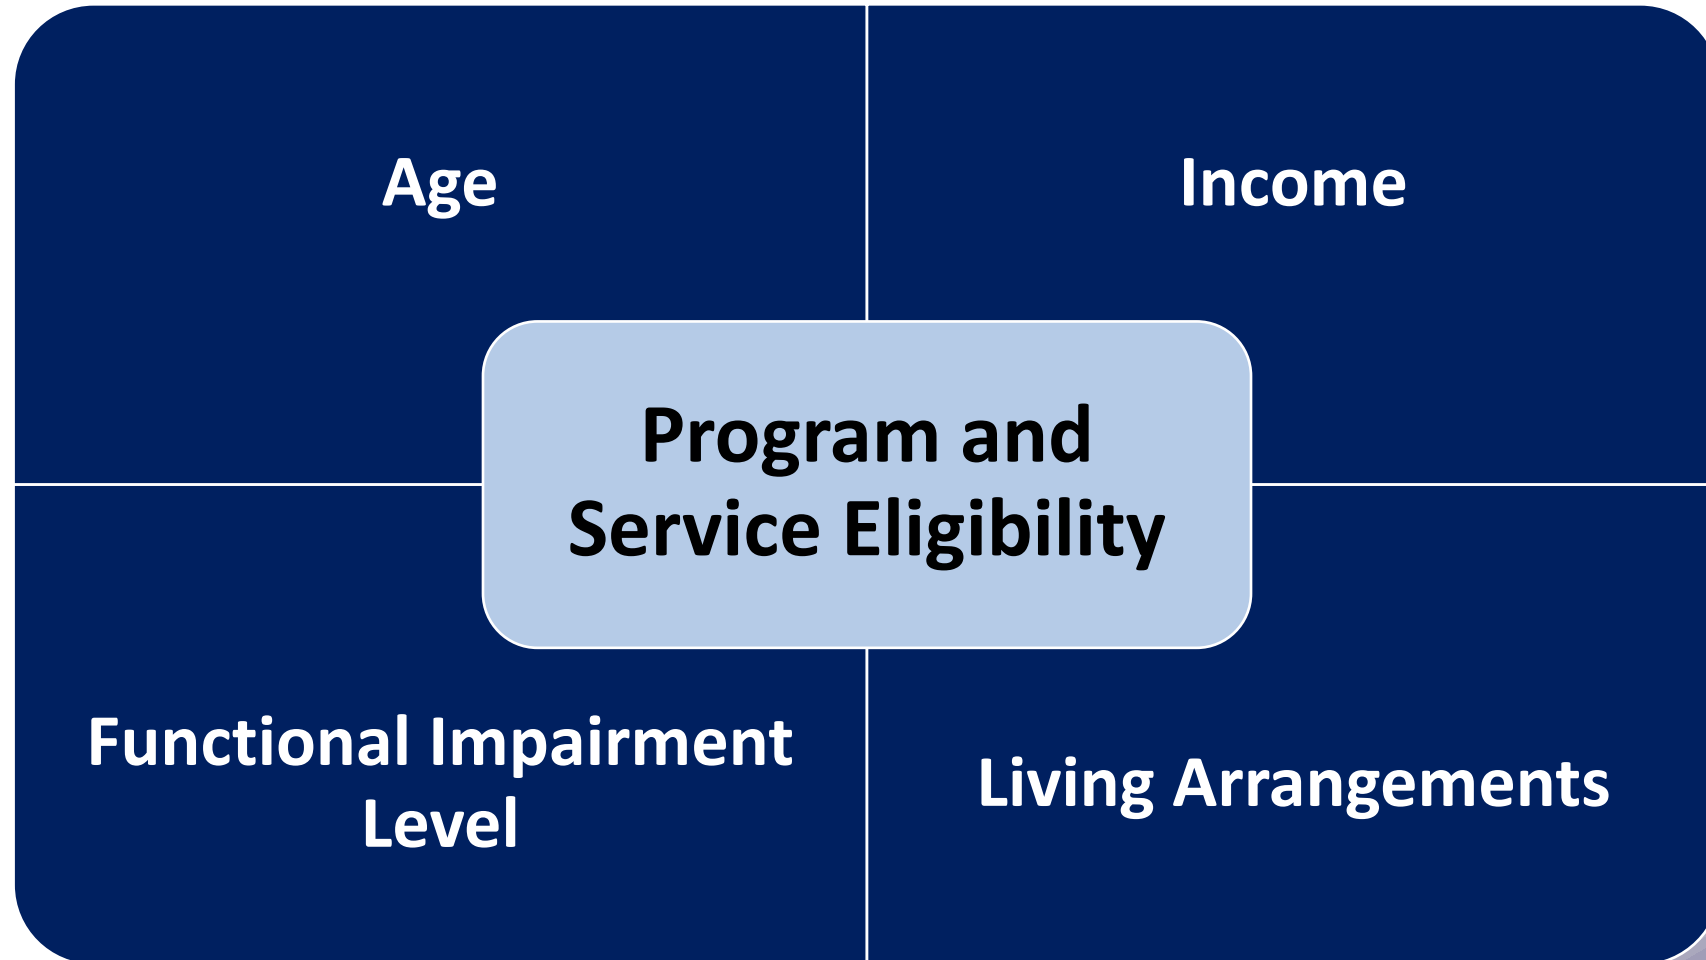 Age
Income
Program and
Service Eligibility
Functional Impairment
Level
Living Arrangements